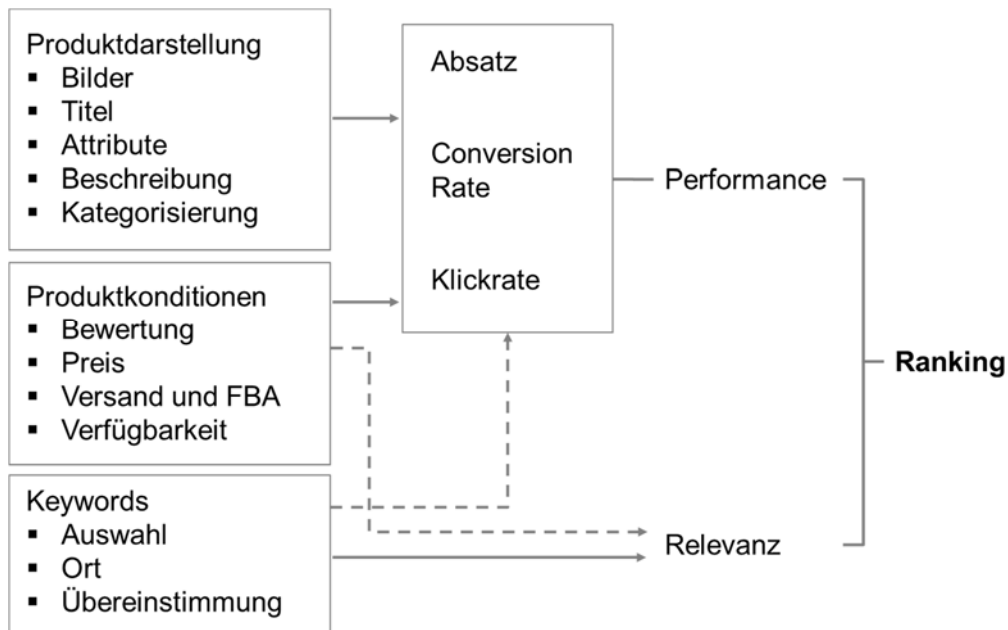 Produktdarstellung
▪ Bilder
▪ Titel
▪ Attribute
▪ Beschreibung
▪ Kategorisierung
Produktkonditionen
▪ Bewertung
▪ Preis
▪ Versand und FBA
▪ Verfügbarkeit
Keywords
▪ Auswahl
▪ Ort
▪ Übereinstimmung
Absatz
Conversion
Rate
Klickrate
Performance
Relevanz
Ranking